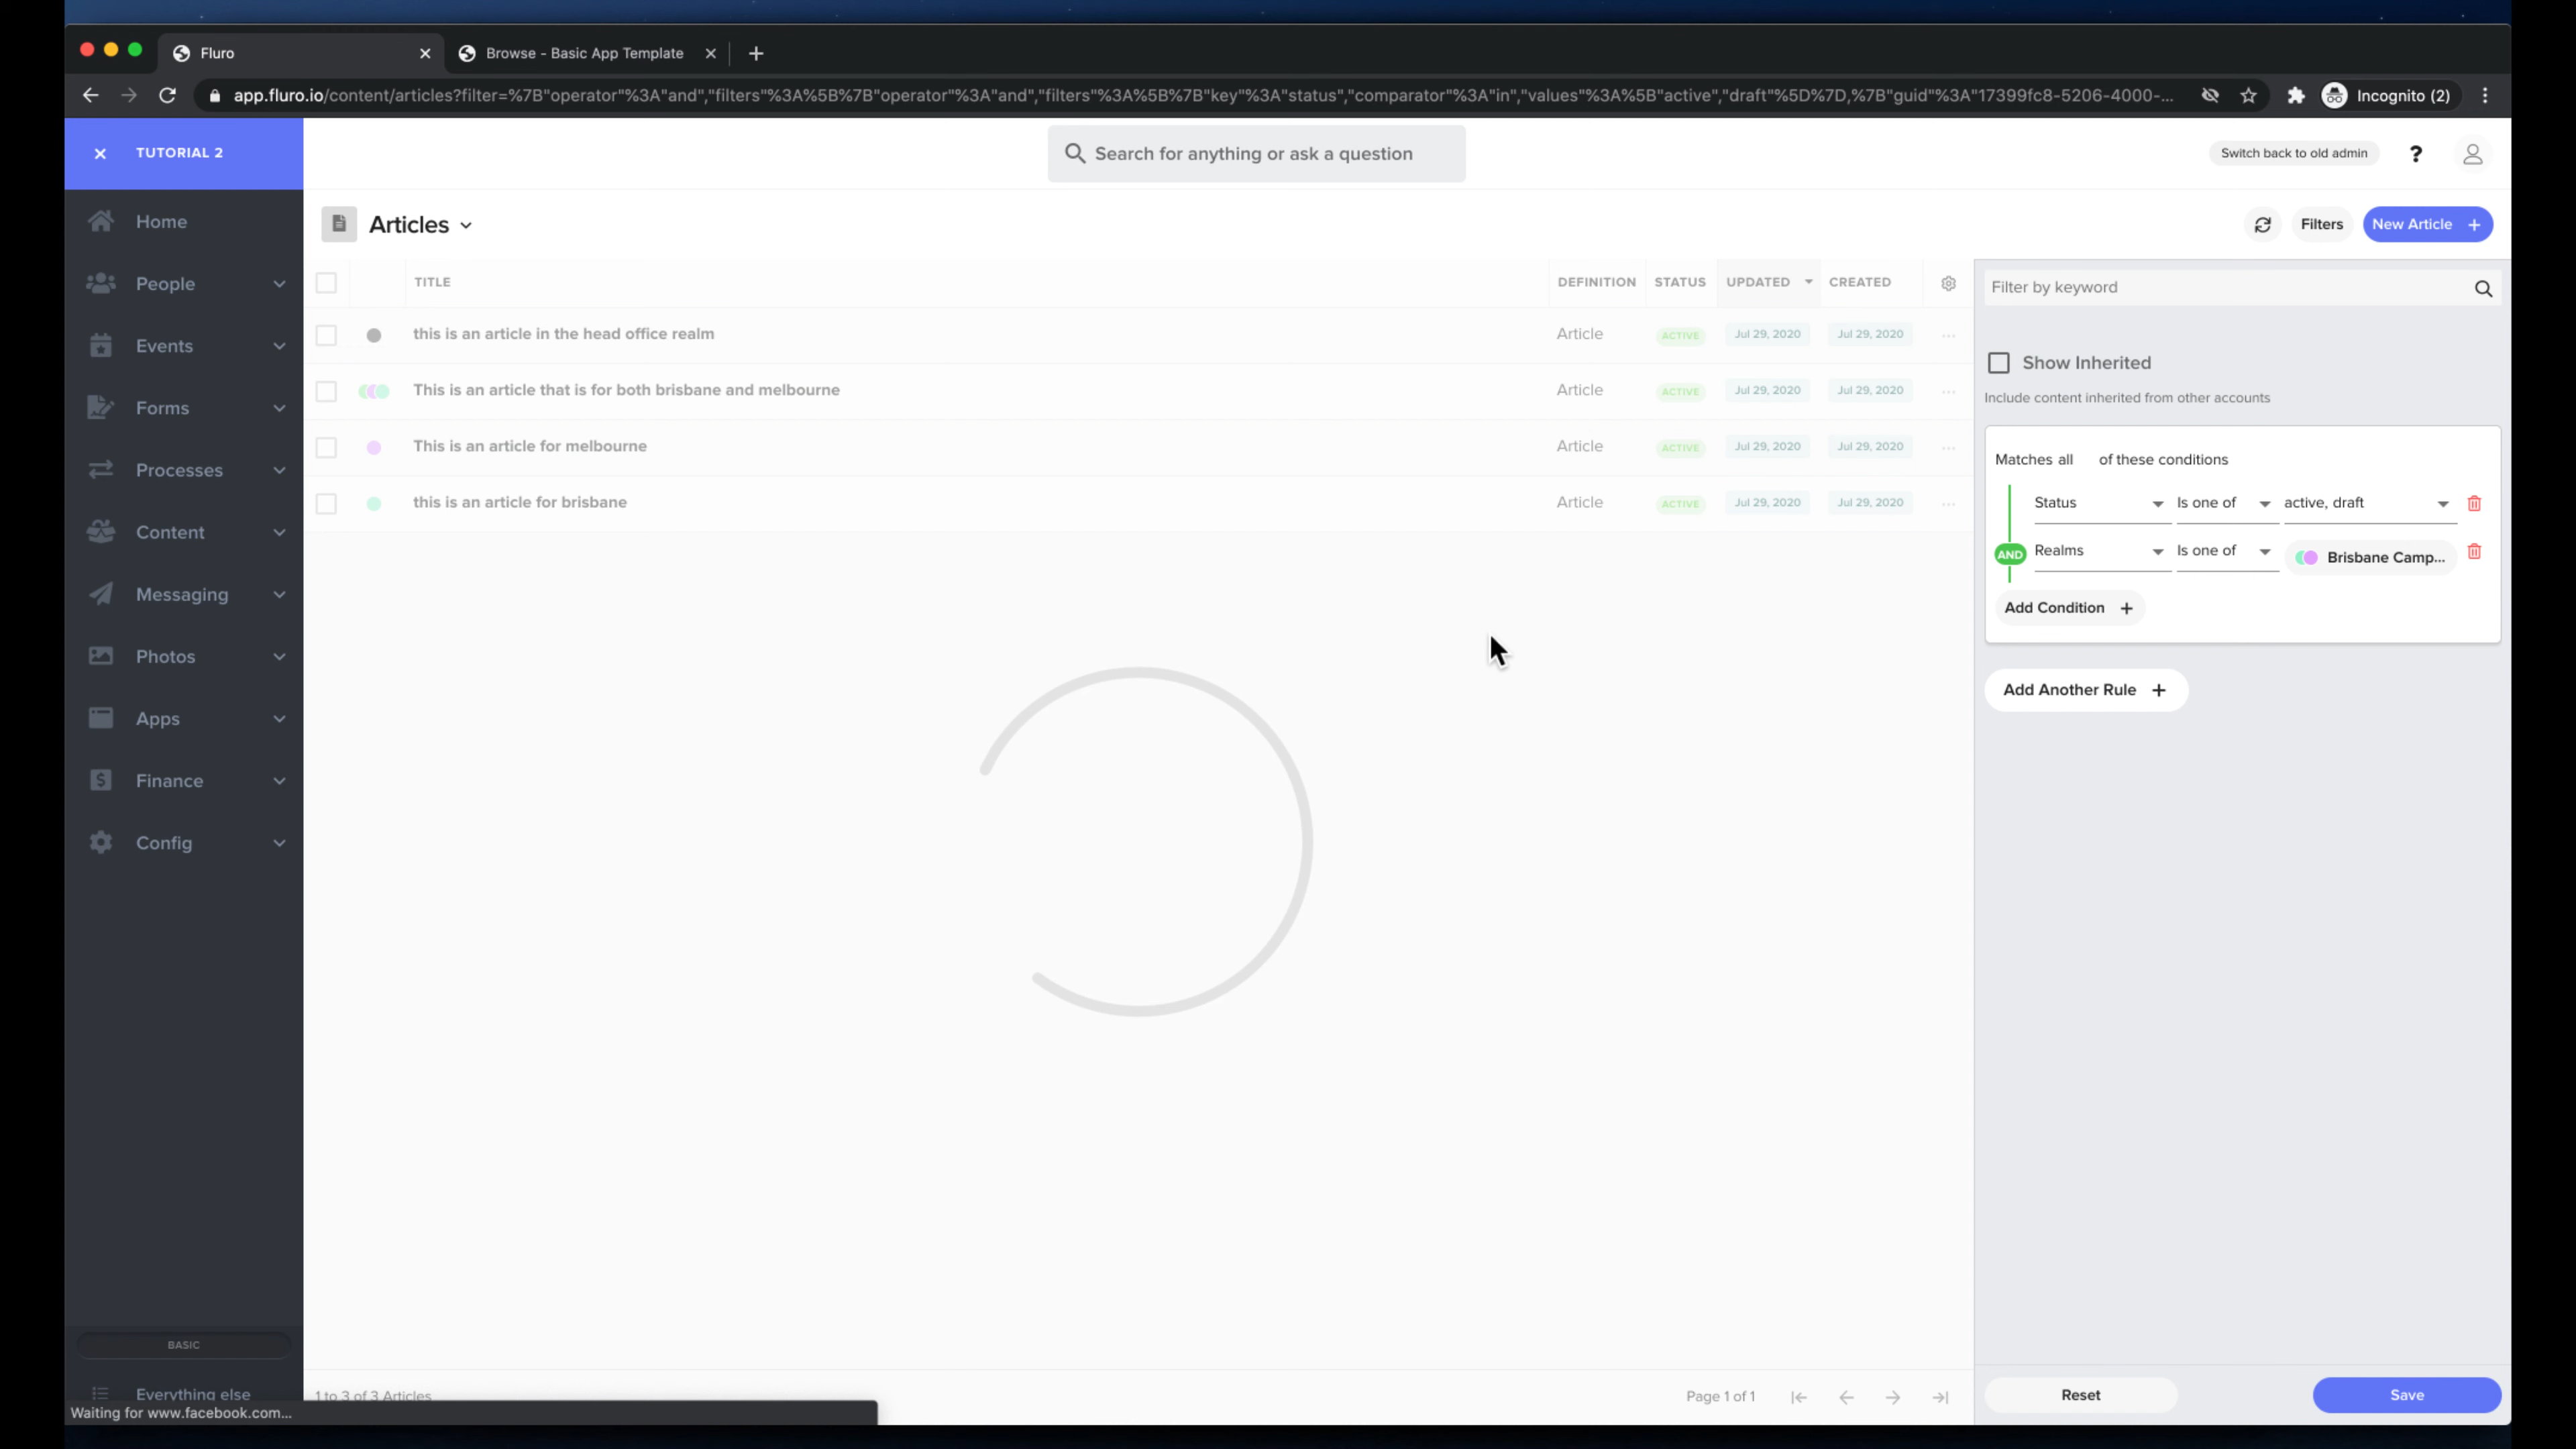 Fluro
Browse - Basic App Template
app.fluro.io/content/articles?filter=%7B"operator"%3A"and","filters"%3A%5B%7B"operator"%3A"and","filters"%3A%5B%7B"key"%3A"status","comparator"%3A"in","values"%3A%5B"active","draft"%5D%7D,%7B"guid"%3A"17399fc8-5206-4000-...
Incognito (2)
TUTORIAL 2
Search for anything or ask a question
Switch back to old admin
?
Home
People
Events
Forms
Processes
Content
Messaging
Photos
Apps
Finance
Config
BASIC
Everything else
Waiting for www.facebook.com...
Articles
Filters
New Article +
TITLE DEFINITION STATUS UPDATED CREATED
this is an article in the head office realm Article ACTIVE Jul 29, 2020 Jul 29, 2020
This is an article that is for both brisbane and melbourne Article ACTIVE Jul 29, 2020 Jul 29, 2020
This is an article for melbourne Article ACTIVE Jul 29, 2020 Jul 29, 2020
this is an article for brisbane Article ACTIVE Jul 29, 2020 Jul 29, 2020
1 to 3 of 3 Articles
Page 1 of 1
Filter by keyword
Show Inherited
Include content inherited from other accounts
Matches all of these conditions
Status Is one of active, draft
AND Realms Is one of Brisbane Camp...
Add Condition +
Add Another Rule +
Reset
Save